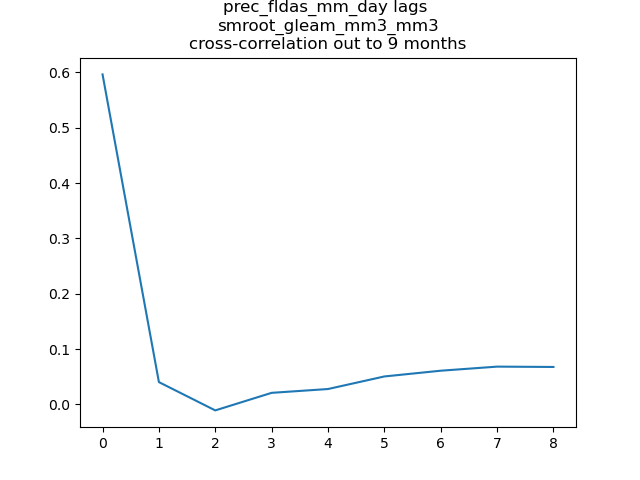 prec_fldas_mm_day lags
smroot_gleam_mm3_mm3
cross-correlation out to 9 months
0.6
0.5
0.4
0.3
0.2
0.1
0.0
0 1 2 3 4 5 6 7 8